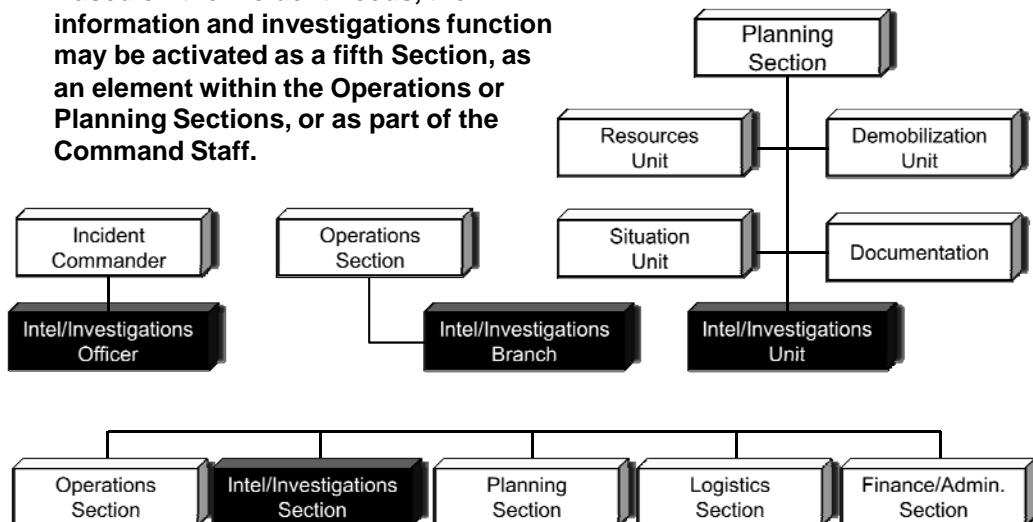 information and investigations function
may be activated as a fifth Section, as
an element within the Operations or
Planning Sections, or as part of the
Command Staff.
Planning
Section
Resources
Unit
Demobilization
Unit
Incident
Commander
Operations
Section
Situation
Unit
Documentation
Intel/Investigations
Officer
Intel/Investigations
Branch
Intel/Investigations
Unit
Operations
Section
Intel/Investigations
Section
Planning
Section
Logistics
Section
Finance/Admin.
Section